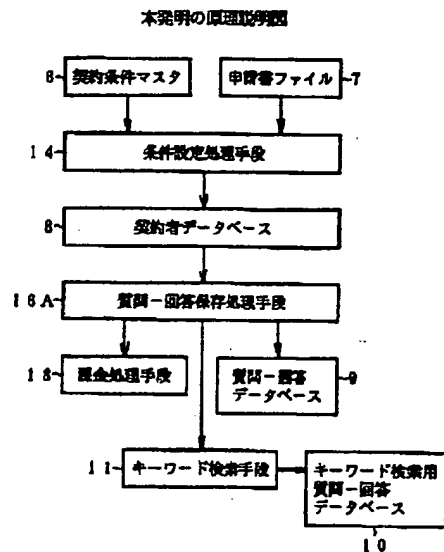 本発明の原理説明図
6 契約条件マスタ
申請書ファイル 7
14 条件設定処理手段
8 契約者データベース
16A 質問ー回答保存処理手段
18 課金処理手段
質問ー回答
データベース 9
11 キーワード検索手段
キーワード検索用
質問ー回答
データベース
10